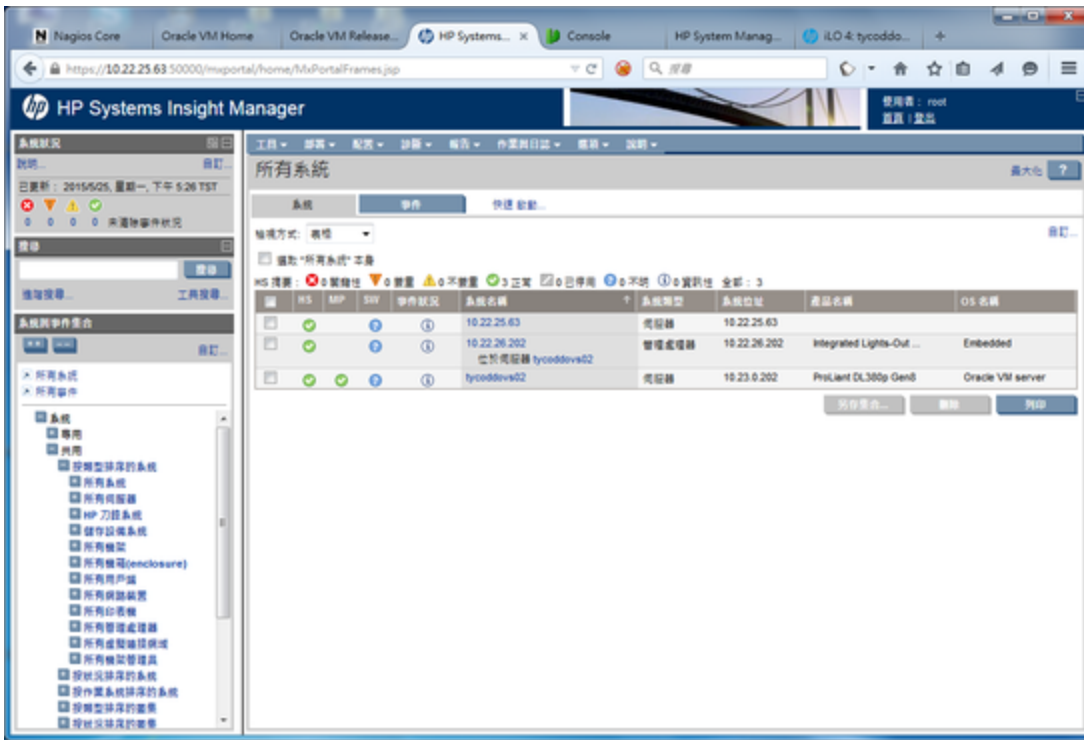 Nagios Core
Oracle VM Home
Oracle VM Release...
HP Systems...
Console
HP System Manag...
iLO 4: tycoddo...
https://10.22.25.63:50000/mxportal/home/MxPortalFrames.jsp
搜尋
HP Systems Insight Manager
使用者： root
首頁 | 登出
系統狀況
說明...
自訂...
已更新： 2015/5/25, 星期一, 下午 5:26 TST
0 0 0 0 未清除事件狀況
搜尋
搜尋
進階搜尋...
工具搜尋...
系統與事件集合
自訂...
所有系統
所有事件
系統
專用
共用
按類型排序的系統
所有系統
所有伺服器
HP 刀鋒系統
儲存設備系統
所有機架
所有機箱(enclosure)
所有用戶端
所有網路裝置
所有印表機
所有管理處理器
所有虛擬連接網域
所有機架管理員
按狀況排序的系統
按作業系統排序的系統
按類型排序的叢集
按狀況排序的叢集
工具 部署 配置 診斷 報告 作業與日誌 選項 說明
所有系統
最大化 ?
系統
事件
快速 啟動...
檢視方式: 表格
自訂...
選取 "所有系統" 本身
HS 摘要： 0 緊急性 0 嚴重 0 不嚴重 3 正常 0 已停用 0 不明 0 資訊性 全部： 3
HS MP SW 事件狀況 系統名稱 系統類型 系統位址 產品名稱 OS 名稱
10.22.25.63 伺服器 10.22.25.63
10.22.26.202 管理處理器 10.22.26.202 Integrated Lights-Out ... Embedded
位於伺服器 tycoddovs02
tycoddovs02 伺服器 10.23.0.202 ProLiant DL380p Gen8 Oracle VM server
另存集合...
刪除
列印